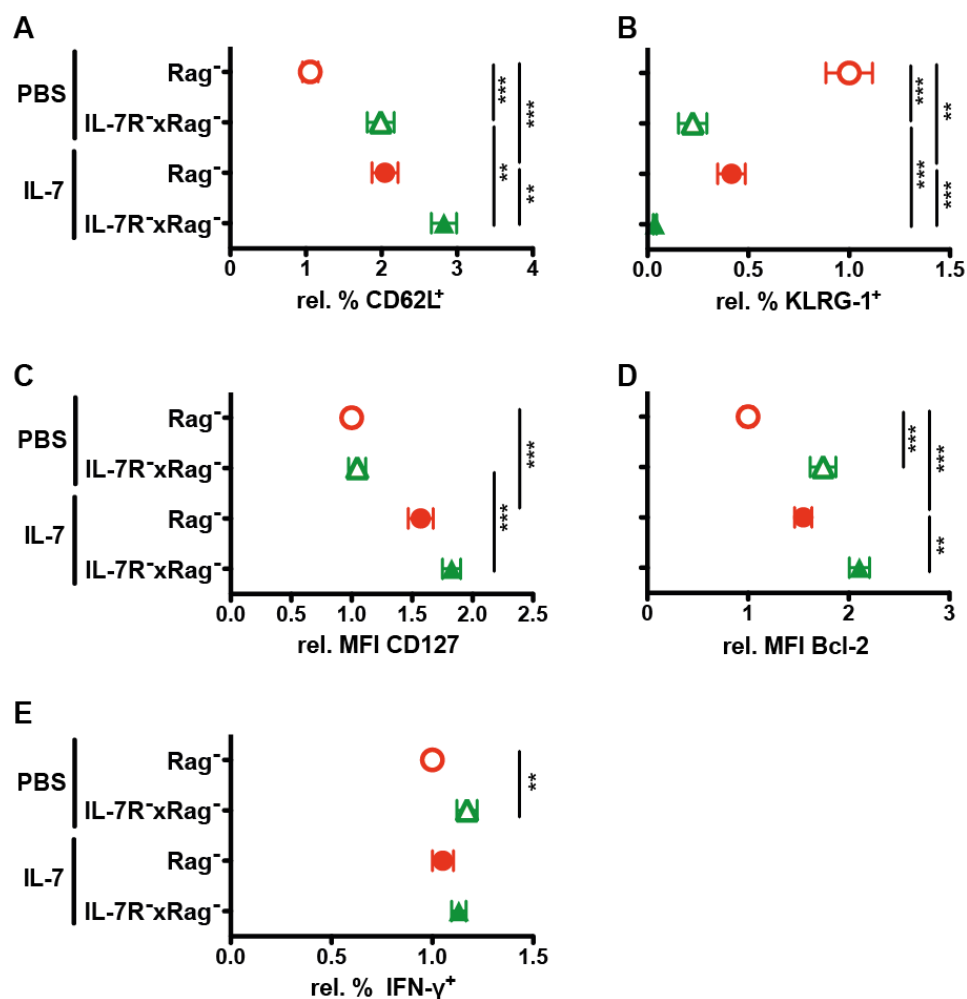 A
PBS
Rag⁻
IL-7R⁻xRag⁻
IL-7
Rag⁻
IL-7R⁻xRag⁻
***
***
**
**
0 1 2 3 4
rel. % CD62L⁺
B
***
**
***
***
0.0 0.5 1.0 1.5
rel. % KLRG-1⁺
C
PBS
Rag⁻
IL-7R⁻xRag⁻
IL-7
Rag⁻
IL-7R⁻xRag⁻
***
***
0.0 0.5 1.0 1.5 2.0 2.5
rel. MFI CD127
D
***
***
**
0 1 2 3
rel. MFI Bcl-2
E
PBS
Rag⁻
IL-7R⁻xRag⁻
IL-7
Rag⁻
IL-7R⁻xRag⁻
**
0.0 0.5 1.0 1.5
rel. % IFN-γ⁺